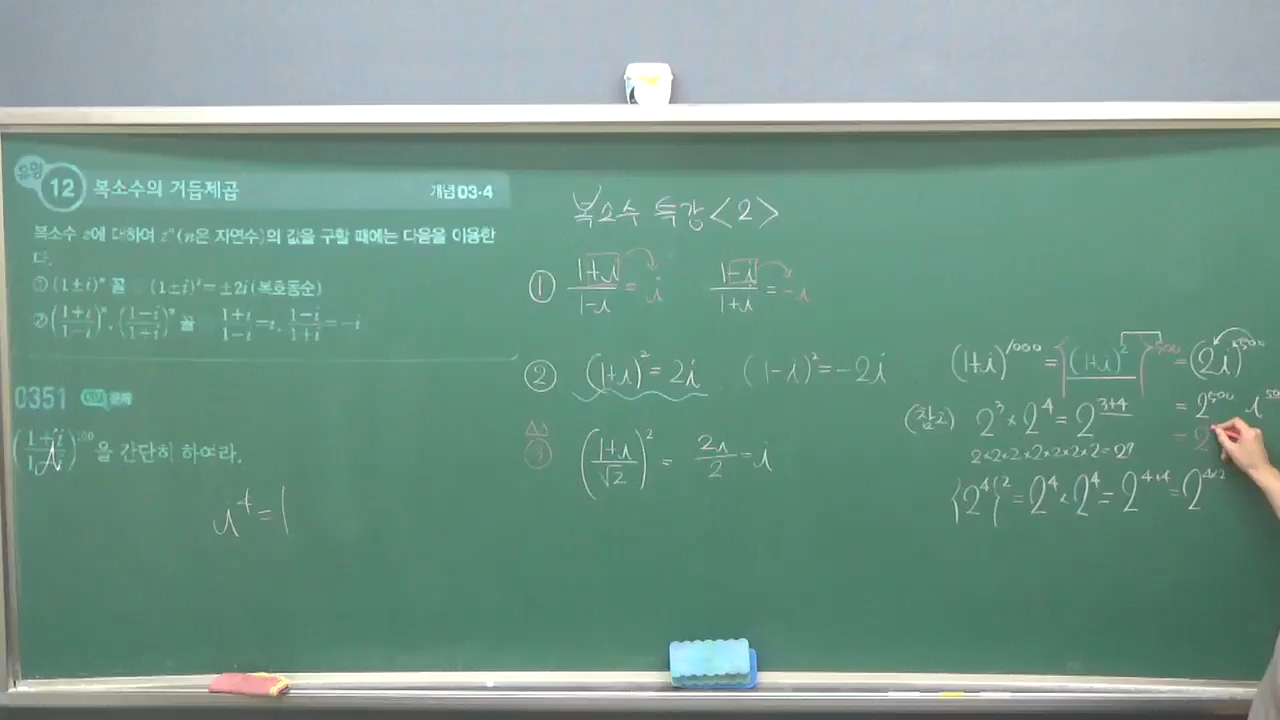 유형 12 복소수의 거듭제곱 개념 03-4
복소수 z에 대하여 zⁿ(n은 자연수)의 값을 구할 때에는 다음을 이용한
다.
① (1±i)ⁿ 꼴 (1±i)²=±2i(복호동순)
② ((1+i)/(1-i))ⁿ, ((1-i)/(1+i))ⁿ 꼴 (1+i)/(1-i)=i, (1-i)/(1+i)=-i
0351
을 간단히 하여라.
i⁴=1
복소수 특강 <2>
① (1+i)/(1-i) = i (1-i)/(1+i) = -i
② (1+i)² = 2i (1-i)² = -2i
③ ((1+i)/√2)² = 2i/2 = i
(1+i)¹⁰⁰⁰ = {(1+i)²}⁵⁰⁰ = (2i)⁵⁰⁰
= 2⁵⁰⁰ i
= 2
(참고) 2³×2⁴=2³⁺⁴
2×2×2×2×2×2×2=2⁷
{2⁴}² = 2⁴×2⁴ = 2⁴⁺⁴ = 2⁴ˣ²